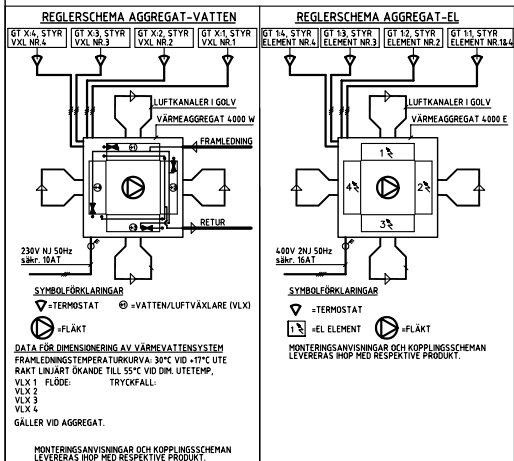 REGLERSCHEMA AGGREGAT-VATTEN
GT X:4, STYR
VXL NR.4
GT X:3, STYR
VXL NR.3
GT X:2, STYR
VXL NR.2
GT X:1, STYR
VXL NR.1
LUFTKANALER I GOLV
VÄRMEAGGREGAT 4000 W
FRAMLEDNING
RETUR
230V NJ 50Hz
säkr. 10AT
SYMBOLFÖRKLARINGAR
=TERMOSTAT
=VATTEN/LUFTVÄXLARE (VLX)
=FLÄKT
DATA FÖR DIMENSIONERING AV VÄRMEVATTENSYSTEM
FRAMLEDNINGSTEMPERATURKURVA: 30°C VID +17°C UTE
RAKT LINJÄRT ÖKANDE TILL 55°C VID DIM. UTETEMP,
VLX 1 FLÖDE: TRYCKFALL:
VLX 2
VLX 3
VLX 4
GÄLLER VID AGGREGAT.
MONTERINGSANVISNINGAR OCH KOPPLINGSSCHEMAN
LEVERERAS IHOP MED RESPEKTIVE PRODUKT.
REGLERSCHEMA AGGREGAT-EL
GT 1:4, STYR
ELEMENT NR.4
GT 1:3, STYR
ELEMENT NR.3
GT 1:2, STYR
ELEMENT NR.2
GT 1:1, STYR
ELEMENT NR.1&4
LUFTKANALER I GOLV
VÄRMEAGGREGAT 4000 E
1
4
2
3
400V 2NJ 50Hz
säkr. 16AT
SYMBOLFÖRKLARINGAR
= TERMOSTAT
1
=EL ELEMENT
=FLÄKT
MONTERINGSANVISNINGAR OCH KOPPLINGSSCHEMAN
LEVERERAS IHOP MED RESPEKTIVE PRODUKT.